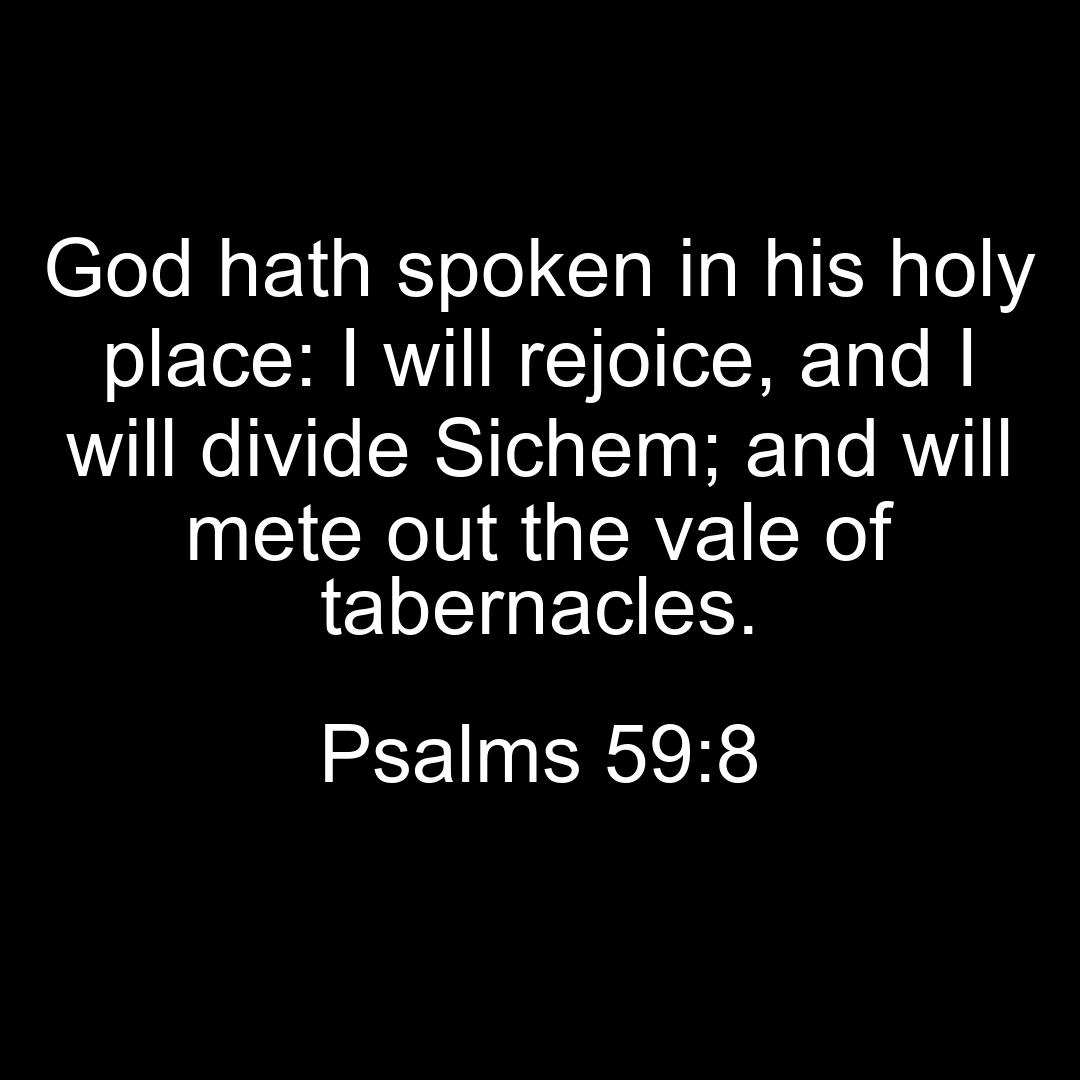 God hath spoken in his holy
place: I will rejoice, and I
will divide Sichem; and will
mete out the vale of
tabernacles.
Psalms 59:8